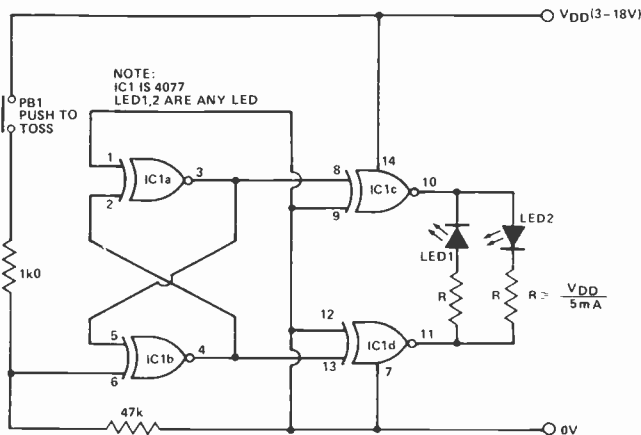 VDD(3-18V)
NOTE:
IC1 IS 4077
LED1,2 ARE ANY LED
PB1
PUSH TO
TOSS
1
2
3
IC1a
8
9
14
IC1c
10
LED1
LED2
1k0
R
R
R = VDD
5mA
5
6
IC1b
4
12
13
IC1d
11
7
47k
0V